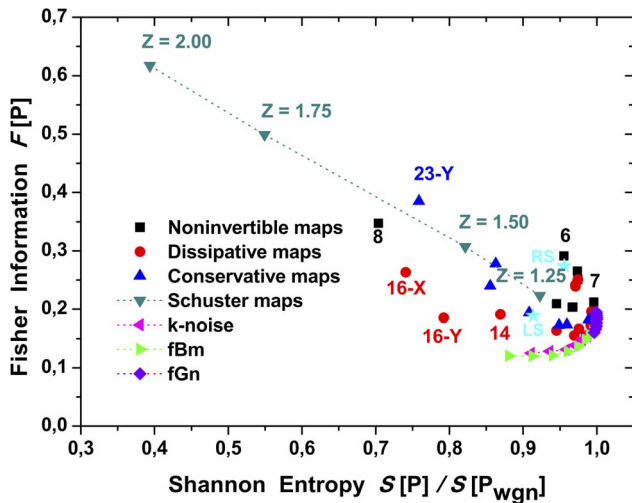 0,7
0,6
0,5
0,4
0,3
0,2
0,1
0,0
Fisher Information F [P]
Z = 2.00
Z = 1.75
23-Y
Z = 1.50
8
6
RS
Z = 1.25
7
16-X
16-Y
14
LS
Noninvertible maps
Dissipative maps
Conservative maps
Schuster maps
k-noise
fBm
fGn
0,3 0,4 0,5 0,6 0,7 0,8 0,9 1,0
Shannon Entropy S [P] / S [Pwgn]